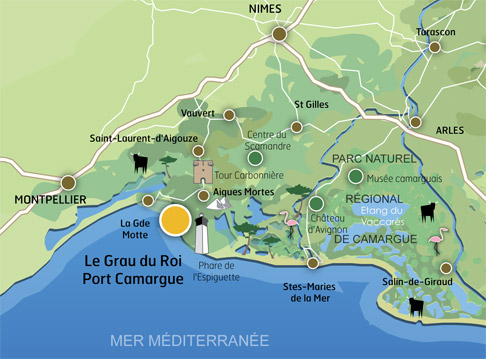 NIMES
Tarascon
St Gilles
Vauvert
ARLES
Saint-Laurent-d'Aigouze
Centre du
Scamandre
PARC NATUREL
Tour Carbonnière
Musée camarguais
MONTPELLIER
Aigues Mortes
RÉGIONAL
Étang du
Vaccarès
La Gde
Motte
Château
d'Avignon
DE CAMARGUE
Le Grau du Roi
Port Camargue
Phare de
l'Espiguette
Stes-Maries
de la Mer
Salin-de-Giraud
MER MÉDITERRANÉE